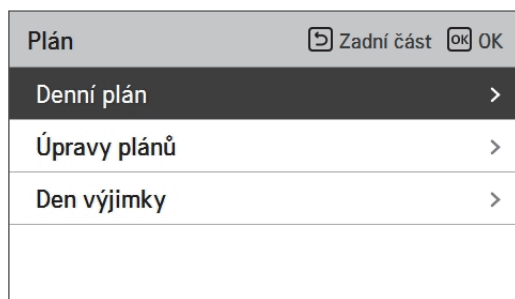 Plán Zadní část OK OK
Denní plán >
Úpravy plánů >
Den výjimky >